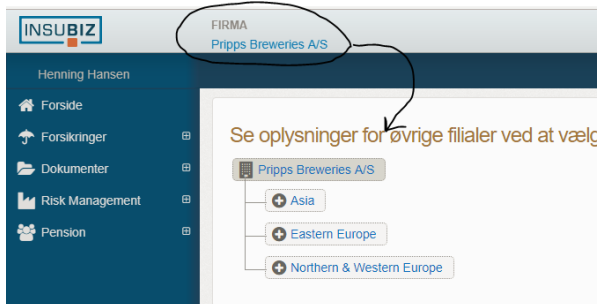 INSUBIZ
FIRMA
Pripps Breweries A/S
Henning Hansen
Forside
Forsikringer
Dokumenter
Risk Management
Pension
Se oplysninger for øvrige filialer ved at vælg
Pripps Breweries A/S
Asia
Eastern Europe
Northern & Western Europe